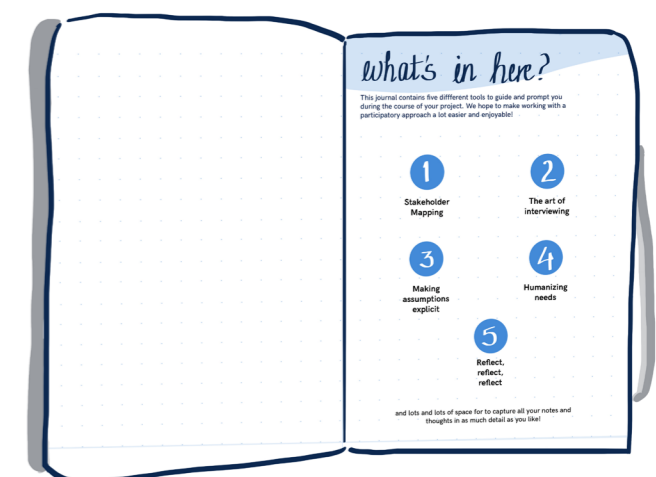 what's in here?
This journal contains five diffferent tools to guide and prompt you
during the course of your project. We hope to make working with a
participatory approach a lot easier and enjoyable!
1
2
Stakeholder
Mapping
The art of
interviewing
3
4
Making
assumptions
explicit
Humanizing
needs
5
Reflect,
reflect,
reflect
and lots and lots of space for to capture all your notes and
thoughts in as much detail as you like!